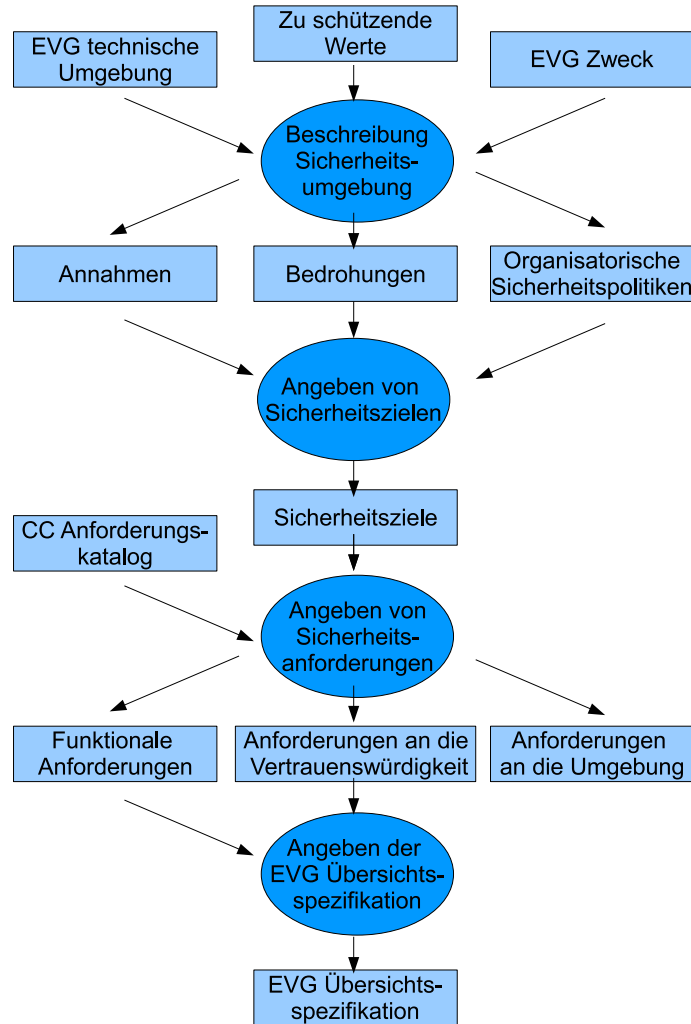 EVG technische
Umgebung
Zu schützende
Werte
EVG Zweck
Beschreibung
Sicherheits-
umgebung
Annahmen
Bedrohungen
Organisatorische
Sicherheitspolitiken
Angeben von
Sicherheitszielen
Sicherheitsziele
CC Anforderungs-
katalog
Angeben von
Sicherheits-
anforderungen
Funktionale
Anforderungen
Anforderungen an die
Vertrauenswürdigkeit
Anforderungen
an die Umgebung
Angeben der
EVG Übersichts-
spezifikation
EVG Übersichts-
spezifikation